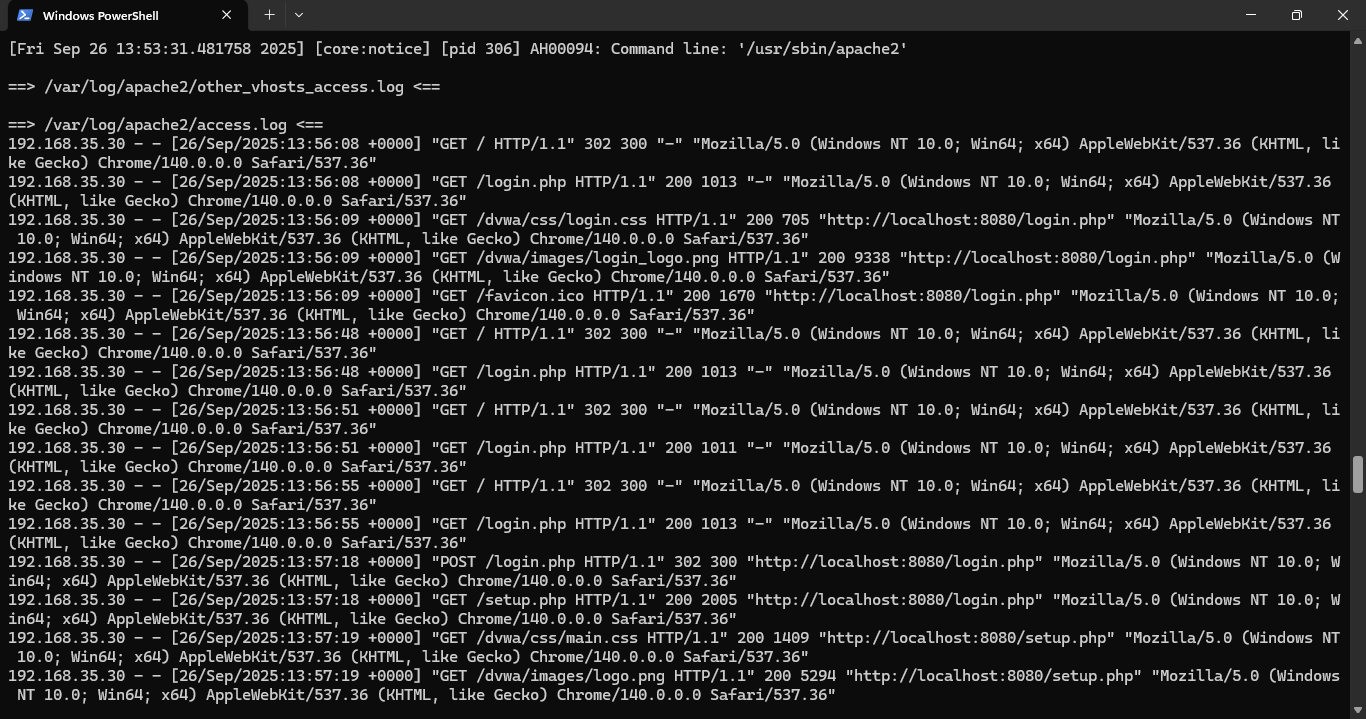 Windows PowerShell
[Fri Sep 26 13:53:31.481758 2025] [core:notice] [pid 306] AH00094: Command line: '/usr/sbin/apache2'
==> /var/log/apache2/other_vhosts_access.log <==
==> /var/log/apache2/access.log <==
192.168.35.30 - - [26/Sep/2025:13:56:08 +0000] "GET / HTTP/1.1" 302 300 "-" "Mozilla/5.0 (Windows NT 10.0; Win64; x64) AppleWebKit/537.36 (KHTML, li
ke Gecko) Chrome/140.0.0.0 Safari/537.36"
192.168.35.30 - - [26/Sep/2025:13:56:08 +0000] "GET /login.php HTTP/1.1" 200 1013 "-" "Mozilla/5.0 (Windows NT 10.0; Win64; x64) AppleWebKit/537.36
(KHTML, like Gecko) Chrome/140.0.0.0 Safari/537.36"
192.168.35.30 - - [26/Sep/2025:13:56:09 +0000] "GET /dvwa/css/login.css HTTP/1.1" 200 705 "http://localhost:8080/login.php" "Mozilla/5.0 (Windows NT
 10.0; Win64; x64) AppleWebKit/537.36 (KHTML, like Gecko) Chrome/140.0.0.0 Safari/537.36"
192.168.35.30 - - [26/Sep/2025:13:56:09 +0000] "GET /dvwa/images/login_logo.png HTTP/1.1" 200 9338 "http://localhost:8080/login.php" "Mozilla/5.0 (W
indows NT 10.0; Win64; x64) AppleWebKit/537.36 (KHTML, like Gecko) Chrome/140.0.0.0 Safari/537.36"
192.168.35.30 - - [26/Sep/2025:13:56:09 +0000] "GET /favicon.ico HTTP/1.1" 200 1670 "http://localhost:8080/login.php" "Mozilla/5.0 (Windows NT 10.0;
 Win64; x64) AppleWebKit/537.36 (KHTML, like Gecko) Chrome/140.0.0.0 Safari/537.36"
192.168.35.30 - - [26/Sep/2025:13:56:48 +0000] "GET / HTTP/1.1" 302 300 "-" "Mozilla/5.0 (Windows NT 10.0; Win64; x64) AppleWebKit/537.36 (KHTML, li
ke Gecko) Chrome/140.0.0.0 Safari/537.36"
192.168.35.30 - - [26/Sep/2025:13:56:48 +0000] "GET /login.php HTTP/1.1" 200 1013 "-" "Mozilla/5.0 (Windows NT 10.0; Win64; x64) AppleWebKit/537.36
(KHTML, like Gecko) Chrome/140.0.0.0 Safari/537.36"
192.168.35.30 - - [26/Sep/2025:13:56:51 +0000] "GET / HTTP/1.1" 302 300 "-" "Mozilla/5.0 (Windows NT 10.0; Win64; x64) AppleWebKit/537.36 (KHTML, li
ke Gecko) Chrome/140.0.0.0 Safari/537.36"
192.168.35.30 - - [26/Sep/2025:13:56:51 +0000] "GET /login.php HTTP/1.1" 200 1011 "-" "Mozilla/5.0 (Windows NT 10.0; Win64; x64) AppleWebKit/537.36
(KHTML, like Gecko) Chrome/140.0.0.0 Safari/537.36"
192.168.35.30 - - [26/Sep/2025:13:56:55 +0000] "GET / HTTP/1.1" 302 300 "-" "Mozilla/5.0 (Windows NT 10.0; Win64; x64) AppleWebKit/537.36 (KHTML, li
ke Gecko) Chrome/140.0.0.0 Safari/537.36"
192.168.35.30 - - [26/Sep/2025:13:56:55 +0000] "GET /login.php HTTP/1.1" 200 1013 "-" "Mozilla/5.0 (Windows NT 10.0; Win64; x64) AppleWebKit/537.36
(KHTML, like Gecko) Chrome/140.0.0.0 Safari/537.36"
192.168.35.30 - - [26/Sep/2025:13:57:18 +0000] "POST /login.php HTTP/1.1" 302 300 "http://localhost:8080/login.php" "Mozilla/5.0 (Windows NT 10.0; W
in64; x64) AppleWebKit/537.36 (KHTML, like Gecko) Chrome/140.0.0.0 Safari/537.36"
192.168.35.30 - - [26/Sep/2025:13:57:18 +0000] "GET /setup.php HTTP/1.1" 200 2005 "http://localhost:8080/login.php" "Mozilla/5.0 (Windows NT 10.0; W
in64; x64) AppleWebKit/537.36 (KHTML, like Gecko) Chrome/140.0.0.0 Safari/537.36"
192.168.35.30 - - [26/Sep/2025:13:57:19 +0000] "GET /dvwa/css/main.css HTTP/1.1" 200 1409 "http://localhost:8080/setup.php" "Mozilla/5.0 (Windows NT
 10.0; Win64; x64) AppleWebKit/537.36 (KHTML, like Gecko) Chrome/140.0.0.0 Safari/537.36"
192.168.35.30 - - [26/Sep/2025:13:57:19 +0000] "GET /dvwa/images/logo.png HTTP/1.1" 200 5294 "http://localhost:8080/setup.php" "Mozilla/5.0 (Windows
 NT 10.0; Win64; x64) AppleWebKit/537.36 (KHTML, like Gecko) Chrome/140.0.0.0 Safari/537.36"